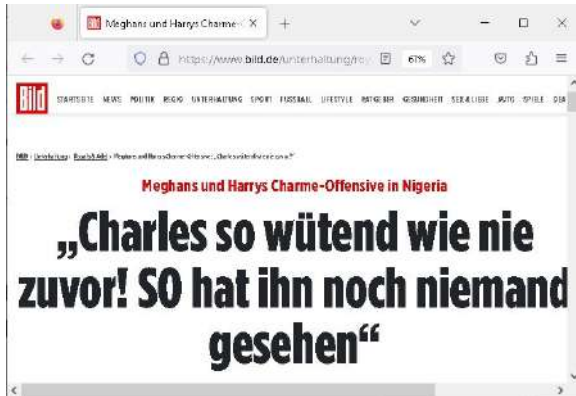 Meghans und Harrys Charme-
https://www.bild.de/unterhaltung/
61%
Bild STARTSEITE NEWS POLITIK REGIO UNTERHALTUNG SPORT FUSSBALL LIFESTYLE RATGEBER GESUNDHEIT SEX & LIEBE AUTO SPIELE
Meghans und Harrys Charme-Offensive in Nigeria
„Charles so wütend wie nie
zuvor! SO hat ihn noch niemand
gesehen“